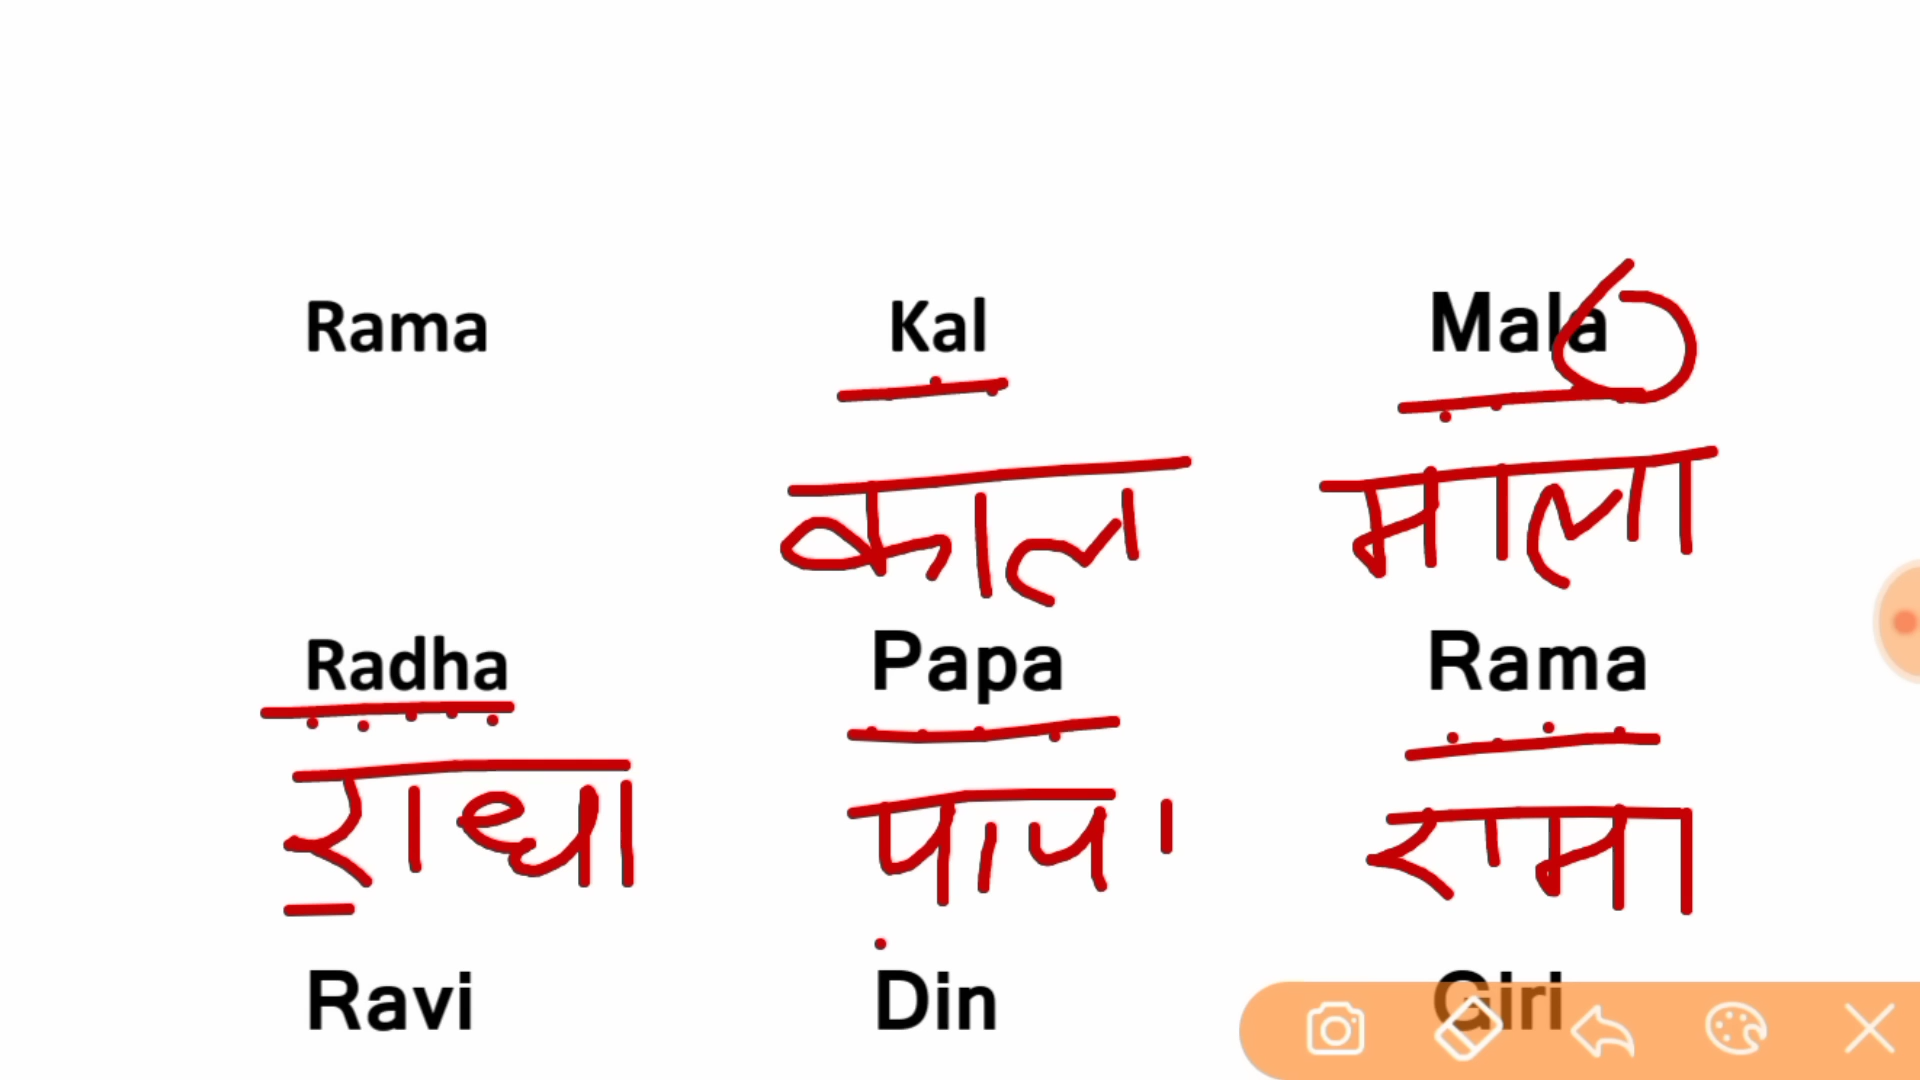 Rama Kal Mala
काल माला
Radha Papa Rama
राधा पापा रामा
Ravi Din Giri